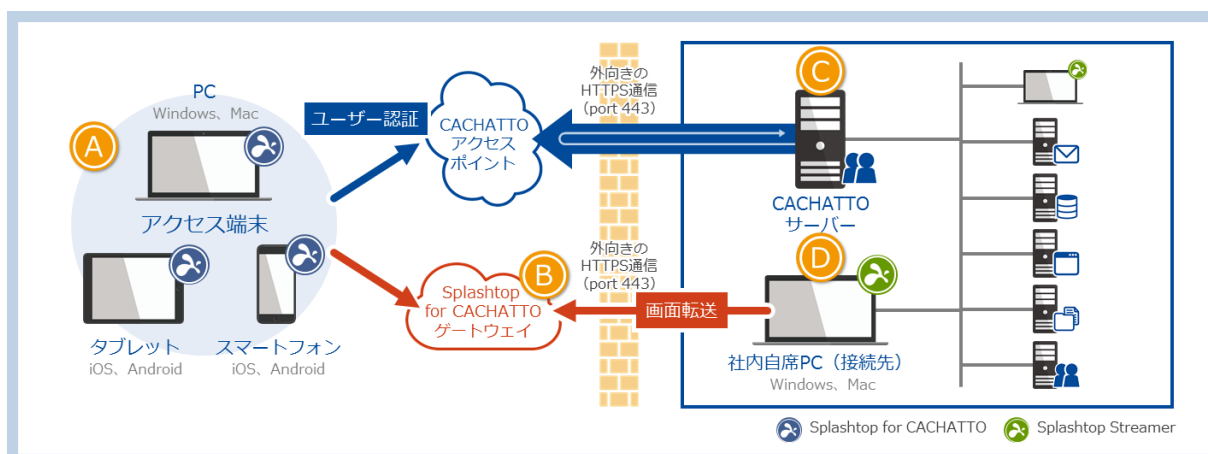 PC
Windows、Mac
A
アクセス端末
タブレット
iOS、Android
スマートフォン
iOS、Android
ユーザー認証
CACHATTO
アクセス
ポイント
外向きの
HTTPS通信
（port 443）
B
Splashtop
for CACHATTO
ゲートウェイ
外向きの
HTTPS通信
（port 443）
画面転送
C
CACHATTO
サーバー
D
社内自席PC（接続先）
Windows、Mac
Splashtop for CACHATTO
Splashtop Streamer